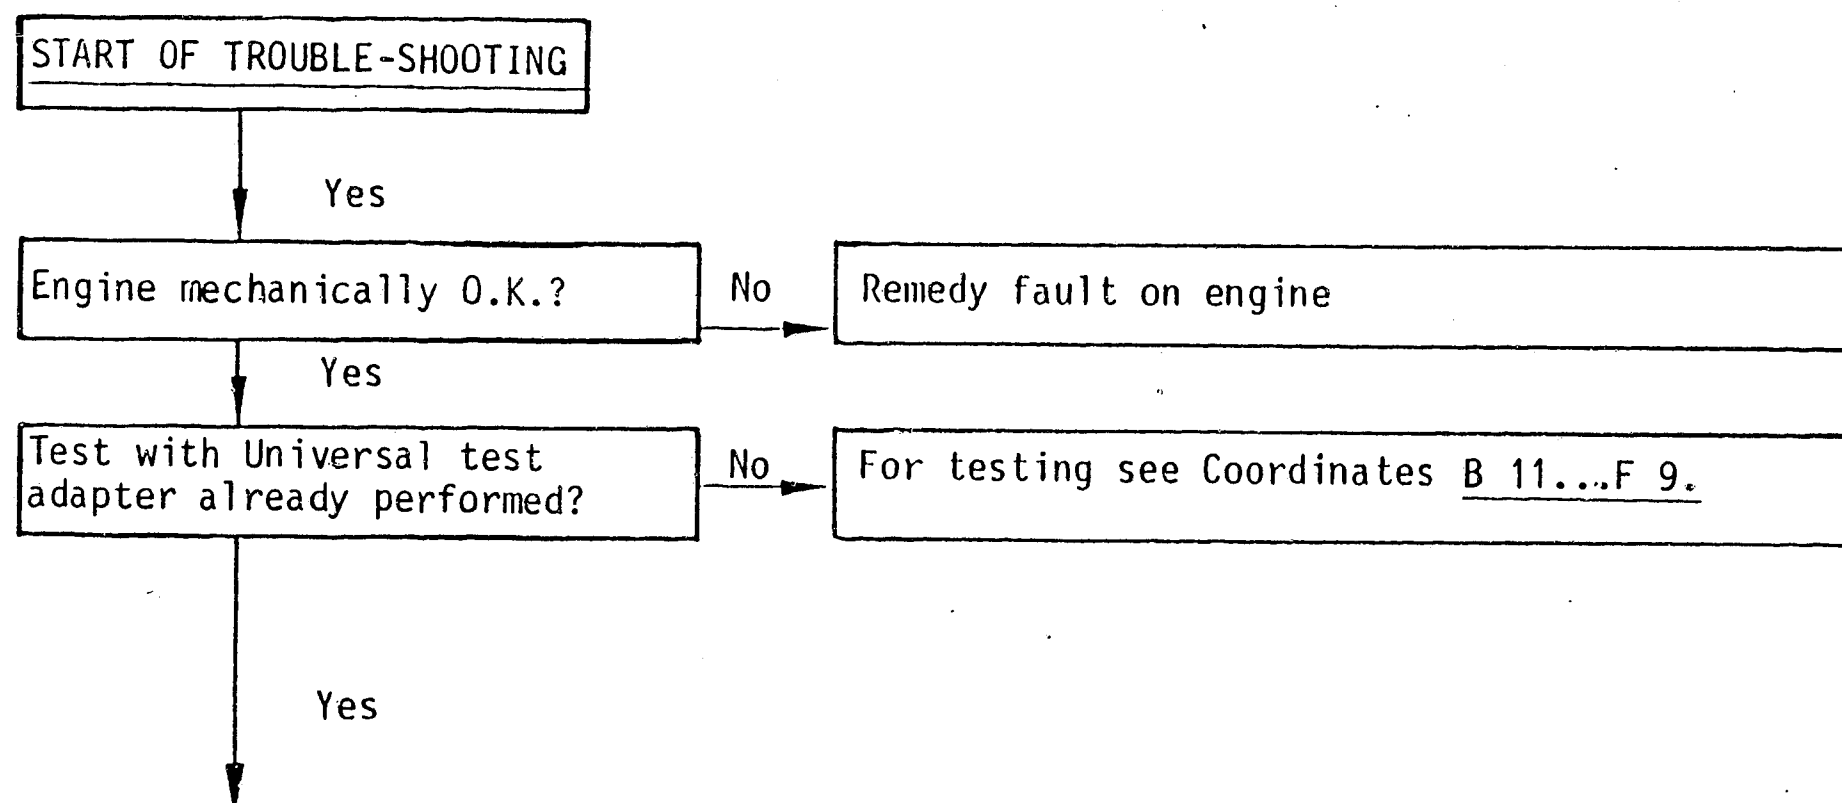 START OF TROUBLE-SHOOTING
Yes
Engine mechanically O.K.?
No
Remedy fault on engine
Yes
Test with Universal test
adapter already performed?
No
For testing see Coordinates B 11...F 9.
Yes